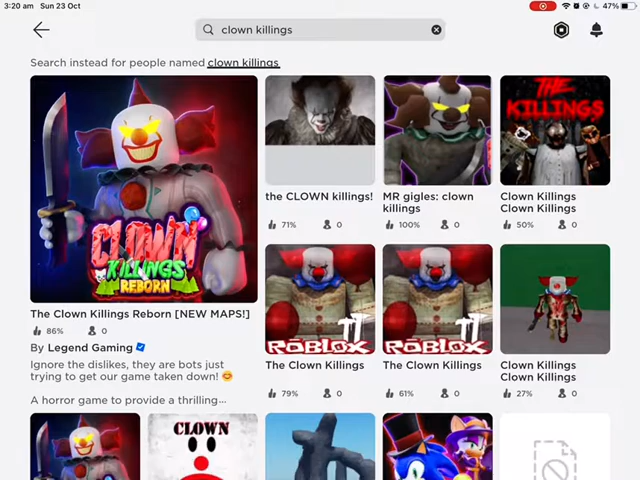 3:20 am Sun 23 Oct
47%
clown killings
Search instead for people named clown killings
CLOWN
KILLINGS
REBORN
The Clown Killings Reborn [NEW MAPS!]
86% 0
By Legend Gaming
Ignore the dislikes, they are bots just
trying to get our game taken down! 😊
A horror game to provide a thrilling...
the CLOWN killings!
71% 0
MR gigles: clown
killings
100% 0
THE
KILLINGS
Clown Killings
Clown Killings
50% 0
ROBLOX
The Clown Killings
79% 0
ROBLOX
The Clown Killings
61% 0
Clown Killings
Clown Killings
27% 0
CLOWN